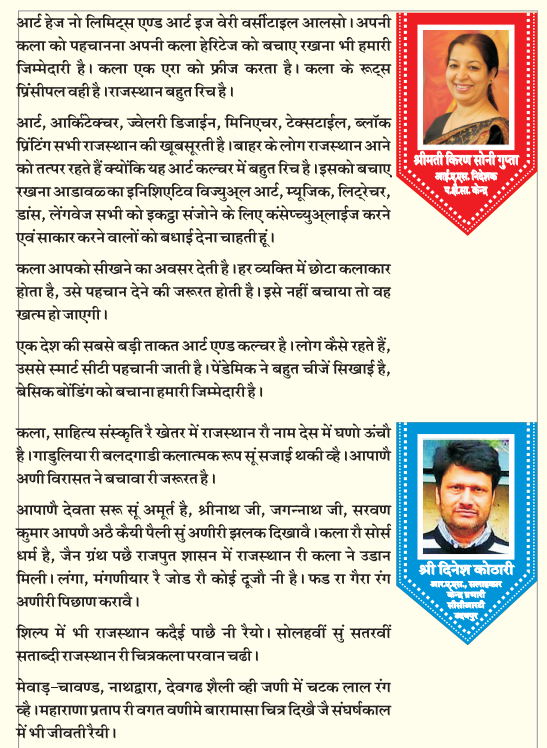 आर्ट हेज नो लिमिट्स एण्ड आर्ट इज वेरी वर्सीटाइल आलसो। अपनी
कला को पहचानना अपनी कला हेरिटेज को बचाए रखना भी हमारी
जिम्मेदारी है। कला एक एरा को फ्रीज करता है। कला के रूट्स
प्रिंसीपल वही है। राजस्थान बहुत रिच है।
आर्ट, आर्किटेक्चर, ज्वेलरी डिजाईन, मिनिएचर, टेक्सटाईल, ब्लॉक
प्रिंटिंग सभी राजस्थान की खूबसूरती है। बाहर के लोग राजस्थान आने
को तत्पर रहते हैं क्योंकि यह आर्ट कल्चर में बहुत रिच है। इसको बचाए
रखना आडावळ का इनिशिएटिव विज्युअ्ल आर्ट, म्यूजिक, लिट्रेचर,
डांस, लेंगवेज सभी को इकट्ठा संजोने के लिए कंसेप्च्युअ्लाईज करने
एवं साकार करने वालों को बधाई देना चाहती हूं।
कला आपको सीखने का अवसर देती है। हर व्यक्ति में छोटा कलाकार
होता है, उसे पहचान देने की जरूरत होती है। इसे नहीं बचाया तो वह
खत्म हो जाएगी।
एक देश की सबसे बड़ी ताकत आर्ट एण्ड कल्चर है। लोग कैसे रहते हैं,
उससे स्मार्ट सीटी पहचानी जाती है। पेंडेमिक ने बहुत चीजें सिखाई है,
बेसिक बोंडिंग को बचाना हमारी जिम्मेदारी है।
श्रीमती किरण सोनी गुप्ता
आई.ए.एस. निदेशक
प.क्षे.सा. केन्द्र
कला, साहित्य संस्कृति रै खेतर में राजस्थान रौ नाम देस में घणो ऊंचौ
है। गाडुलिया री बलदगाडी कलात्मक रूप सूं सजाई थकी व्है। आपाणै
अणी विरासत ने बचावा री जरूरत है।
आपाणै देवता सरू सूं अमूर्त है, श्रीनाथ जी, जगन्नाथ जी, सरवण
कुमार आपणै अठै कैयी पैली सुं अणीरी झलक दिखावै। कला रौ सोर्स
धर्म है, जैन ग्रंथ पछै राजपुत शासन में राजस्थान री कला ने उडान
मिली। लंगा, मंगणीयार रै जोड रौ कोई दूजौ नी है। फड रा गैरा रंग
अणीरी पिछाण करावै।
शिल्प में भी राजस्थान कदैई पाछै नी रैयो। सोलहवीं सुं सतरवीं
सताब्दी राजस्थान री चित्रकला परवान चढी।
मेवाड़-चावण्ड, नाथद्वारा, देवगढ शैली व्ही जणी में चटक लाल रंग
व्है। महाराणा प्रताप री वगत वणीमे बारामासा चित्र दिखै जै संघर्षकाल
में भी जीवती रैयी।
श्री दिनेश कोठारी
आर.ए.एस., सलाहकार
केन्द्र प्रभारी
सीसीआरटी
उदयपुर